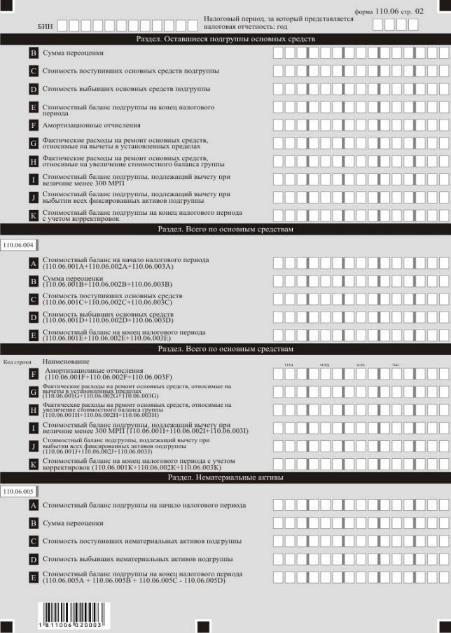 форма 110.06 стр. 02
БИН
Налоговый период, за который представляется
налоговая отчетность: год
Раздел. Оставшиеся подгруппы основных средств
B Сумма переоценки
C Стоимость поступивших основных средств подгруппы
D Стоимость выбывших основных средств подгруппы
E Стоимостный баланс подгруппы на конец налогового
периода
F Амортизационные отчисления
G Фактические расходы на ремонт основных средств,
относимые на вычеты в установленных пределах
H Фактические расходы на ремонт основных средств,
относимые на увеличение стоимостного баланса группы
I Стоимостный баланс подгруппы, подлежащий вычету при
величине менее 300 МРП
J Стоимостный баланс подгруппы, подлежащий вычету при
выбытии всех фиксированных активов подгруппы
K Стоимостный баланс подгруппы на конец налогового периода
с учетом корректировок
Раздел. Всего по основным средствам
110.06.004
A Стоимостный баланс на начало налогового периода
(110.06.001A+110.06.002A+110.06.003A)
B Сумма переоценки
(110.06.001B+110.06.002B+110.06.003B)
C Стоимость поступивших основных средств
(110.06.001C+110.06.002C+110.06.003C)
D Стоимость выбывших основных средств
(110.06.001D+110.06.002D+110.06.003D)
E Стоимостный баланс на конец налогового периода
(110.06.001E+110.06.002E+110.06.003E)
Раздел. Всего по основным средствам
Код строки Наименование
F Амортизационные отчисления
(110.06.001F+110.06.002F+110.06.003F)
G Фактические расходы на ремонт основных средств, относимые на
вычеты в установленных пределах
(110.06.001G+110.06.002G+110.06.003G)
H Фактические расходы на ремонт основных средств, относимые на
увеличение стоимостного баланса группы
(110.06.001H+110.06.002H+110.06.003H)
I Стоимостный баланс подгруппы, подлежащий вычету при
величине менее 300 МРП (110.06.001I+110.06.002I+110.06.003I)
J Стоимостный баланс подгруппы, подлежащий вычету при
выбытии всех фиксированных активов подгруппы
(110.06.001J+110.06.002J+110.06.003J)
K Стоимостный баланс на конец налогового периода с учетом
корректировок (110.06.001K+110.06.002K+110.06.003K)
Раздел. Нематериальные активы
110.06.005
A Стоимостный баланс подгруппы на начало налогового периода
B Сумма переоценки
C Стоимость поступивших нематериальных активов подгруппы
D Стоимость выбывших нематериальных активов подгруппы
E Стоимостный баланс подгруппы на конец налогового периода
(110.06.005A + 110.06.005B + 110.06.005C - 110.06.005D)
1811006020003